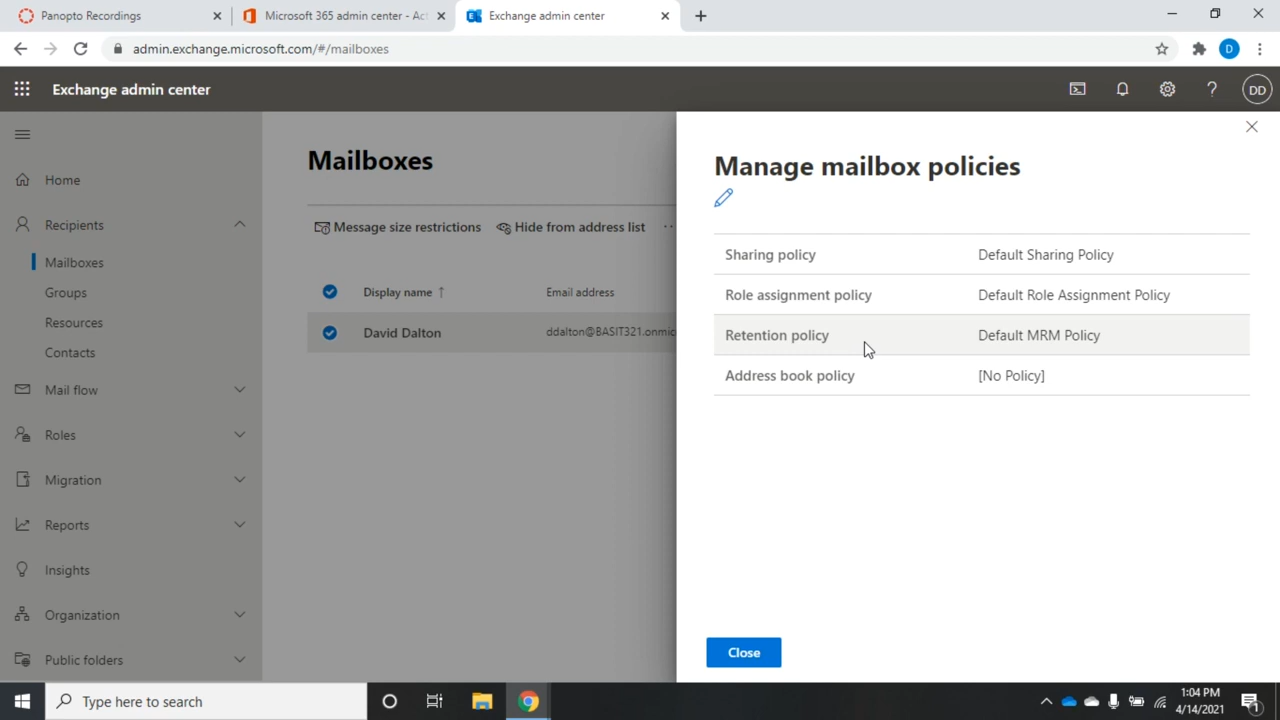 Panopto Recordings
Microsoft 365 admin center - Act
Exchange admin center
admin.exchange.microsoft.com/#/mailboxes
D
Exchange admin center
DD
Home
Recipients
Mailboxes
Groups
Resources
Contacts
Mail flow
Roles
Migration
Reports
Insights
Organization
Public folders
Mailboxes
Message size restrictions
Hide from address list
Display name ↑
Email address
David Dalton
ddalton@BASIT321.onmic
Manage mailbox policies
Sharing policy Default Sharing Policy
Role assignment policy Default Role Assignment Policy
Retention policy Default MRM Policy
Address book policy [No Policy]
Close
Type here to search
1:04 PM
4/14/2021
1